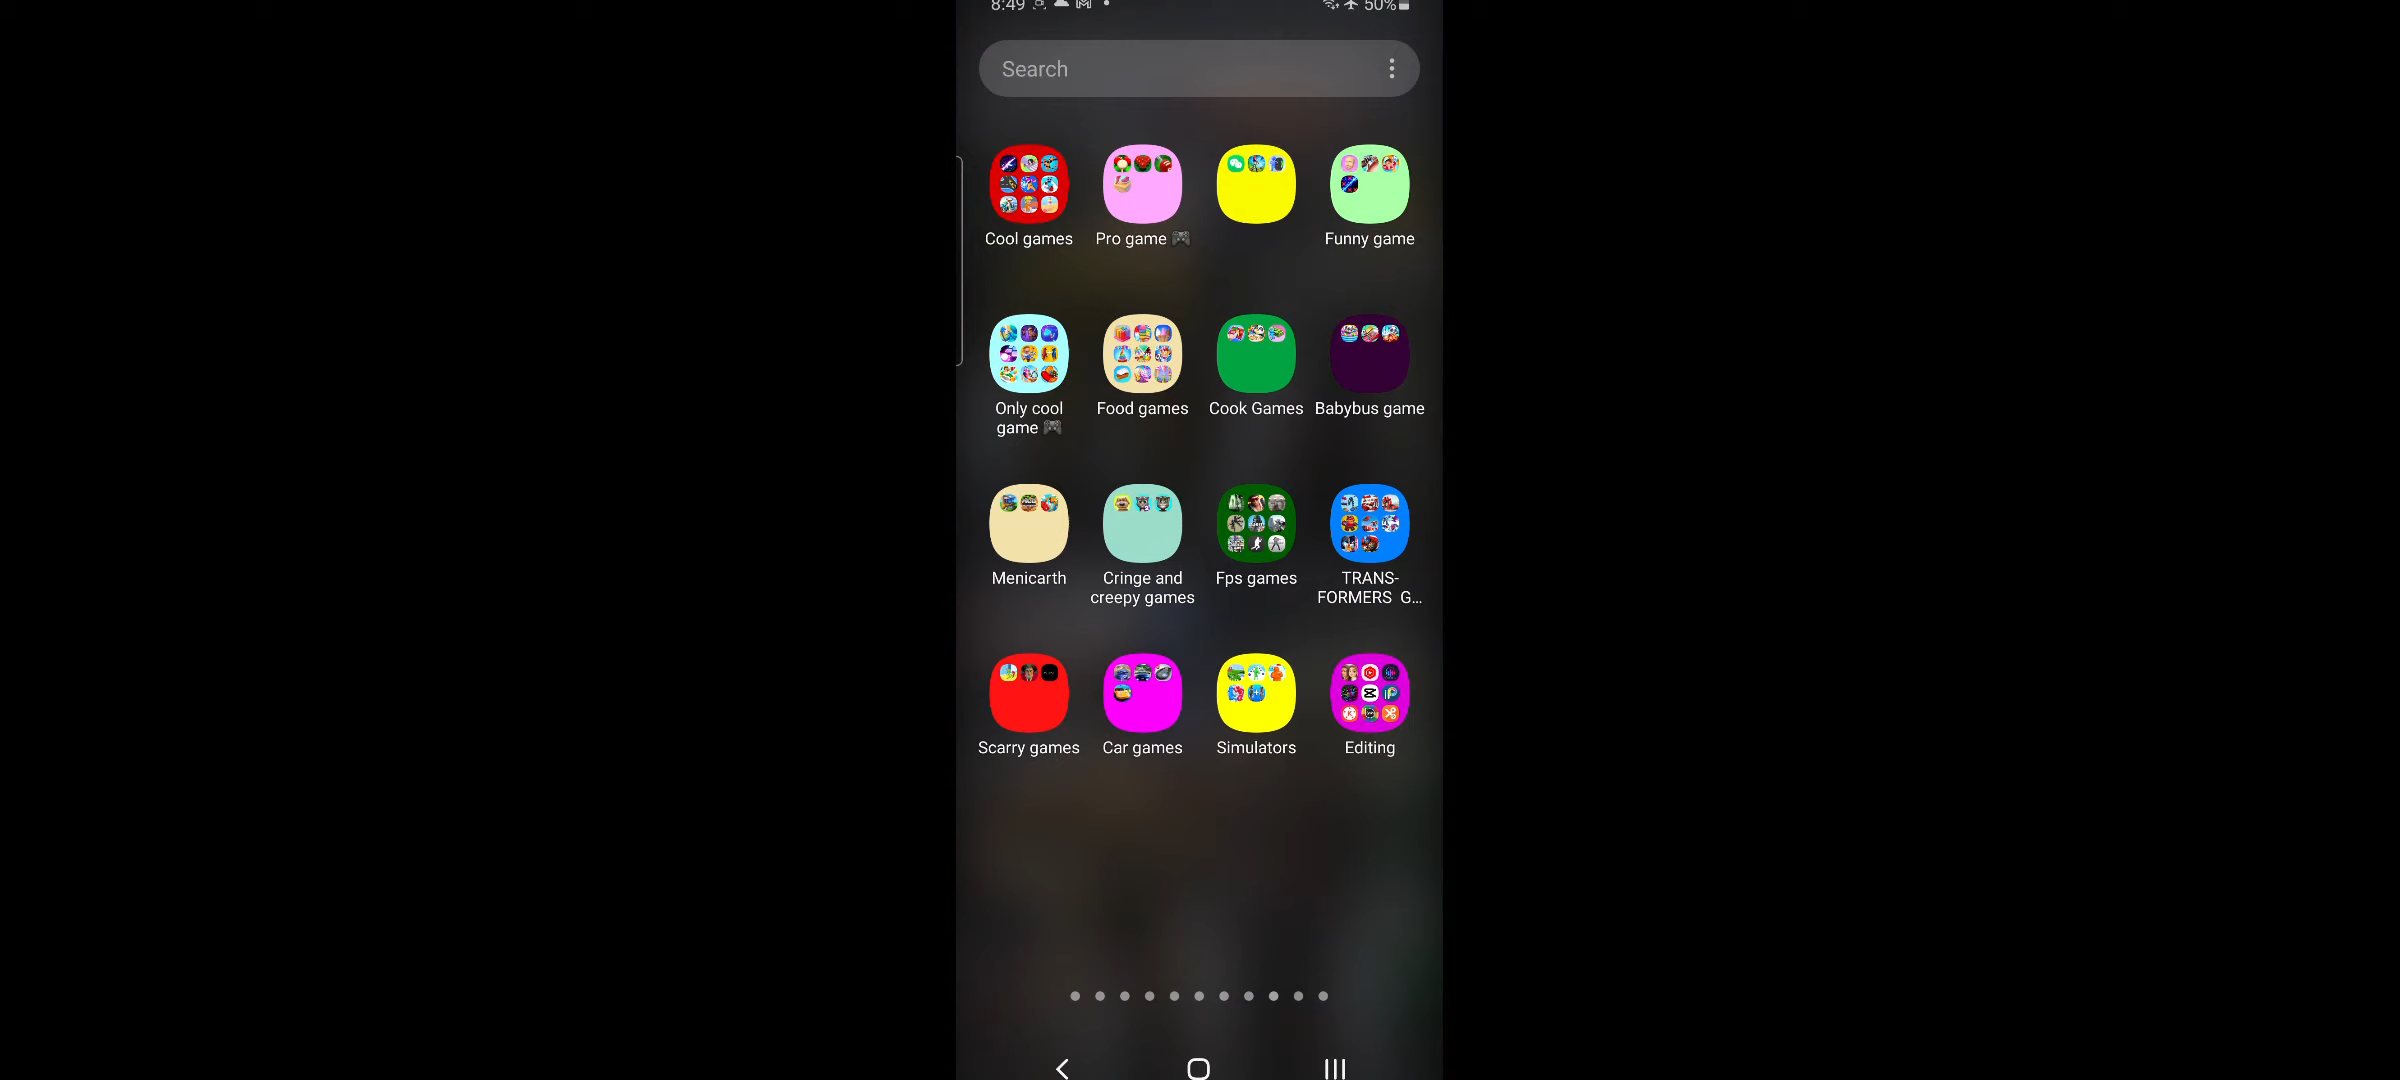 8:49 50%
Search
Cool games Pro game 🎮 Funny game
Only cool Food games Cook Games Babybus game
game 🎮
Menicarth Cringe and Fps games TRANS-
creepy games FORMERS G...
Scarry games Car games Simulators Editing